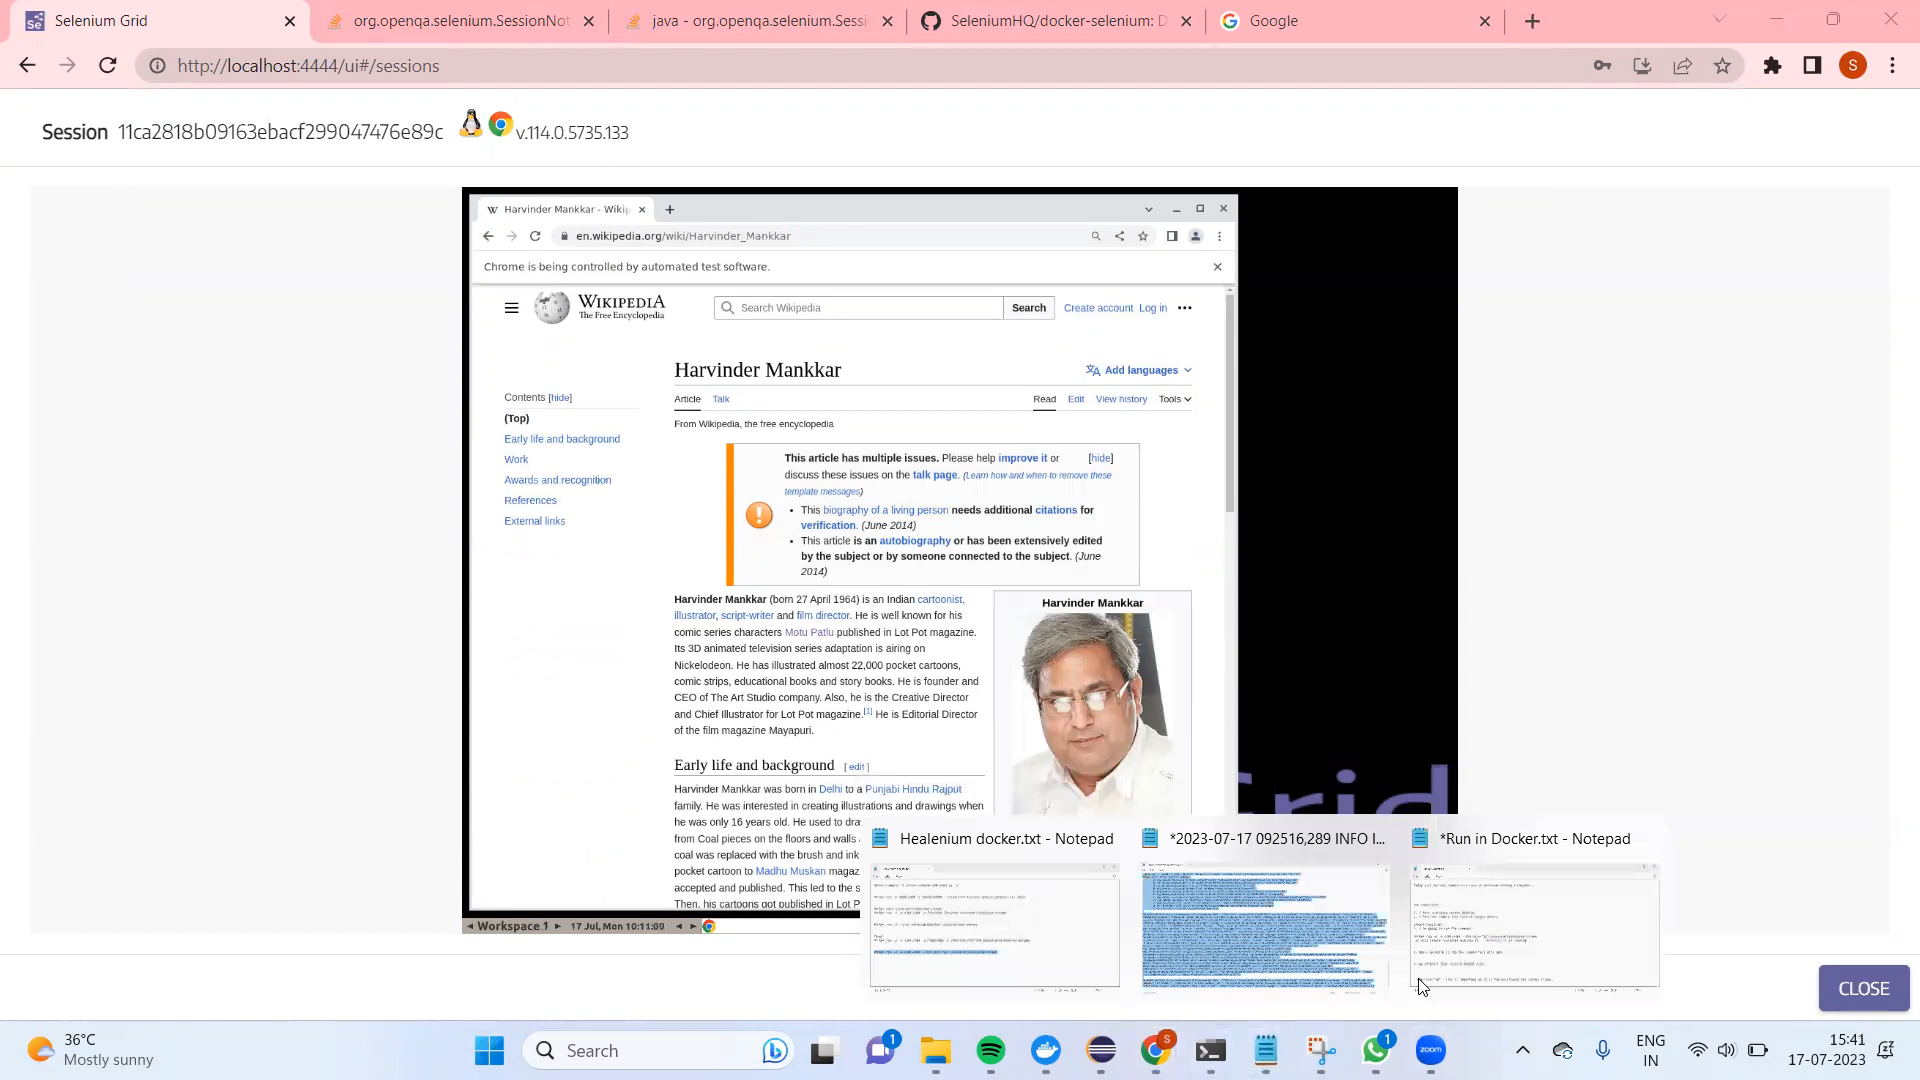 Selenium Grid
org.openqa.selenium.SessionNot
java - org.openqa.selenium.Sessi
SeleniumHQ/docker-selenium: D
Google
http://localhost:4444/ui#/sessions
S
Session 11ca2818b09163ebacf299047476e89c v.114.0.5735.133
Harvinder Mankkar - Wikip
en.wikipedia.org/wiki/Harvinder_Mankkar
Chrome is being controlled by automated test software.
WIKIPEDIA
The Free Encyclopedia
Search Wikipedia
Search
Create account Log in
Harvinder Mankkar
Add languages
Contents [hide]
(Top)
Early life and background
Work
Awards and recognition
References
External links
Article Talk
Read Edit View history Tools
From Wikipedia, the free encyclopedia
This article has multiple issues. Please help improve it or [hide]
discuss these issues on the talk page. (Learn how and when to remove these
template messages)
• This biography of a living person needs additional citations for
verification. (June 2014)
• This article is an autobiography or has been extensively edited
by the subject or by someone connected to the subject. (June
2014)
Harvinder Mankkar (born 27 April 1964) is an Indian cartoonist,
illustrator, script-writer and film director. He is well known for his
comic series characters Motu Patlu published in Lot Pot magazine.
Its 3D animated television series adaptation is airing on
Nickelodeon. He has illustrated almost 22,000 pocket cartoons,
comic strips, educational books and story books. He is founder and
CEO of The Art Studio company. Also, he is the Creative Director
and Chief Illustrator for Lot Pot magazine.[1] He is Editorial Director
of the film magazine Mayapuri.
Harvinder Mankkar
Early life and background [ edit ]
Harvinder Mankkar was born in Delhi to a Punjabi Hindu Rajput
family. He was interested in creating illustrations and drawings when
he was only 16 years old. He used to dra
from Coal pieces on the floors and walls
coal was replaced with the brush and ink
pocket cartoon to Madhu Muskan magaz
accepted and published. This led to the s
Then, his cartoons got published in Lot P
Grid
Workspace 1
17 Jul, Mon 10:11:09
Healenium docker.txt - Notepad
*2023-07-17 092516,289 INFO I...
*Run in Docker.txt - Notepad
CLOSE
36°C
Mostly sunny
Search
1
S
1
zoom
ENG
IN
15:41
17-07-2023